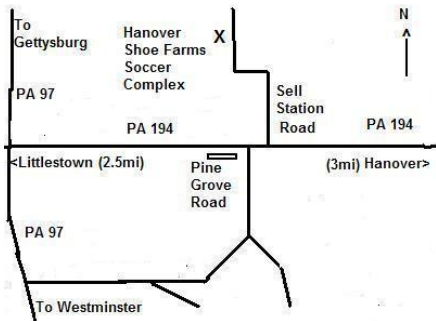 To
Gettysburg
Hanover
Shoe Farms
Soccer
Complex
X
N
PA 97
Sell
Station
Road
PA 194
PA 194
<Littlestown (2.5mi)
Pine
Grove
Road
(3mi) Hanover>
PA 97
To Westminster